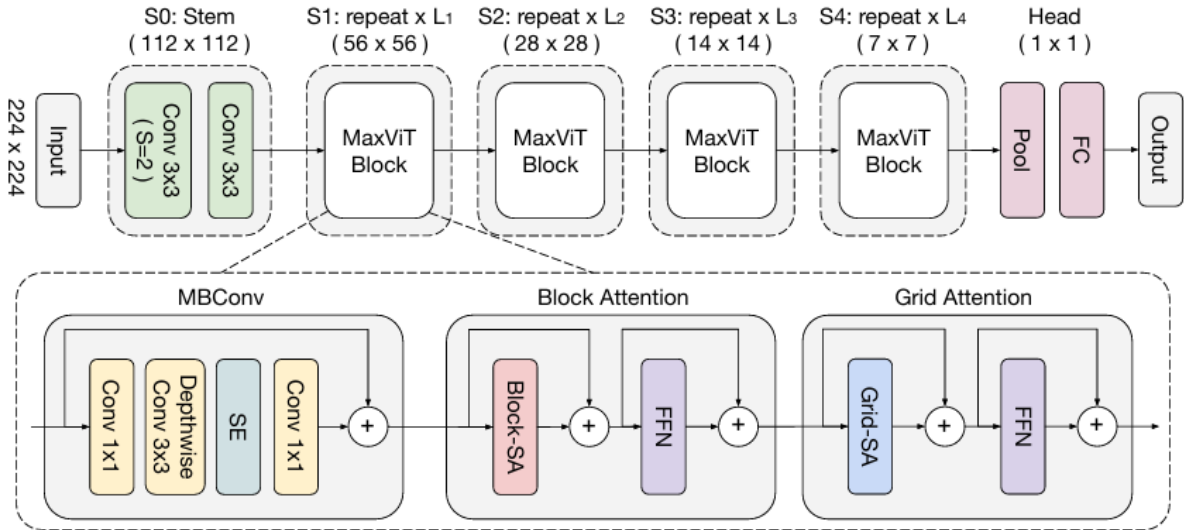 S0: Stem
( 112 x 112 )
S1: repeat x L₁
( 56 x 56 )
S2: repeat x L₂
( 28 x 28 )
S3: repeat x L₃
( 14 x 14 )
S4: repeat x L₄
( 7 x 7 )
Head
( 1 x 1 )
224 x 224
Input
Conv 3x3
( S=2 )
Conv 3x3
MaxViT
Block
MaxViT
Block
MaxViT
Block
MaxViT
Block
Pool
FC
Output
MBConv
Block Attention
Grid Attention
Conv 1x1
Depthwise
Conv 3x3
SE
Conv 1x1
+
Block-SA
+
FFN
+
Grid-SA
+
FFN
+